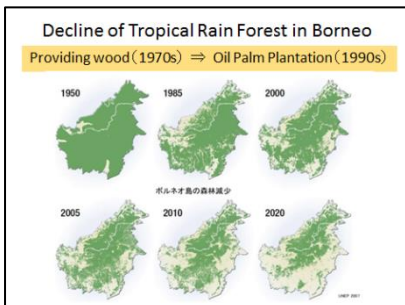 Decline of Tropical Rain Forest in Borneo
Providing wood(1970s) ⇒ Oil Palm Plantation(1990s)
1950 1985 2000
ボルネオ島の森林減少
2005 2010 2020
UNEP 2007